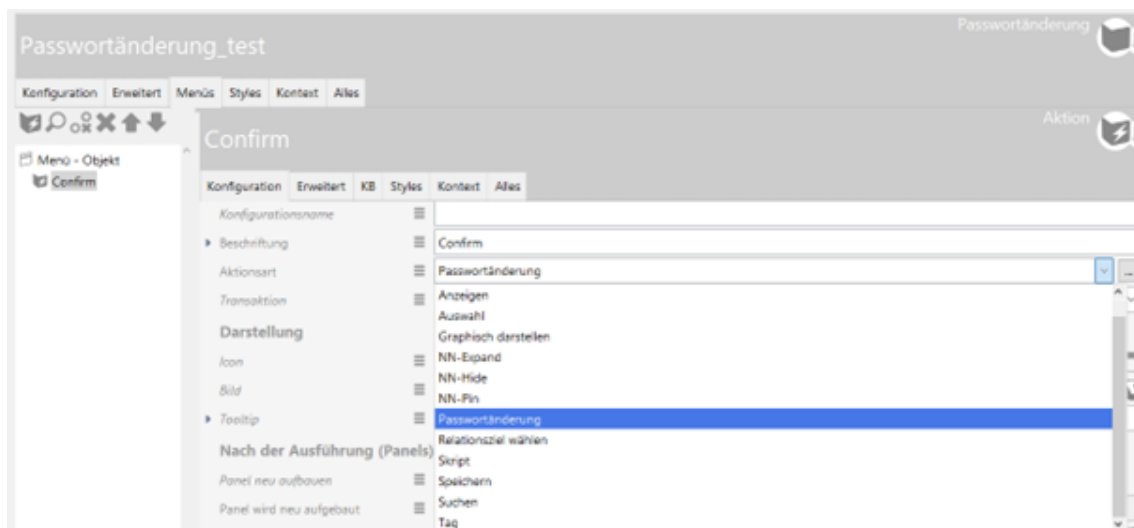 Passwortänderung
Passwortänderung_test
Konfiguration Erweitert Menüs Styles Kontext Alles
Aktion
Confirm
Menü - Objekt
Confirm
Konfiguration Erweitert KB Styles Kontext Alles
Konfigurationsname
Beschriftung Confirm
Aktionsart Passwortänderung ...
Transaktion
Darstellung
Icon
Bild
Tooltip
Nach der Ausführung (Panels)
Panel neu aufbauen
Panel wird neu aufgebaut
Anzeigen
Auswahl
Graphisch darstellen
NN-Expand
NN-Hide
NN-Pin
Passwortänderung
Relationsziel wählen
Skript
Speichern
Suchen
Tag